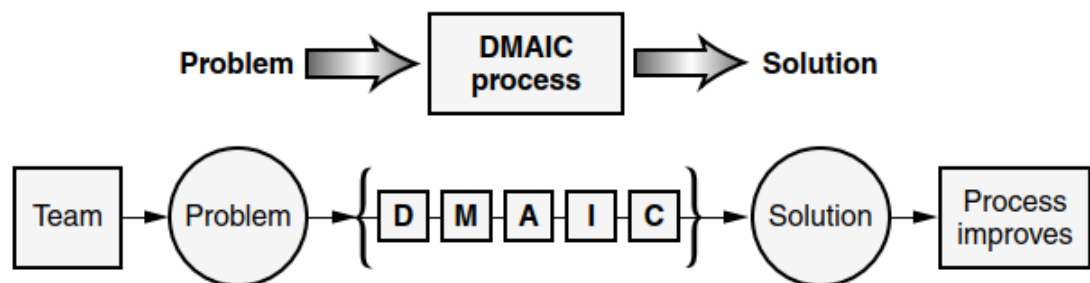 Problem
DMAIC
process
Solution
Team
Problem
D
M
A
I
C
Solution
Process
improves